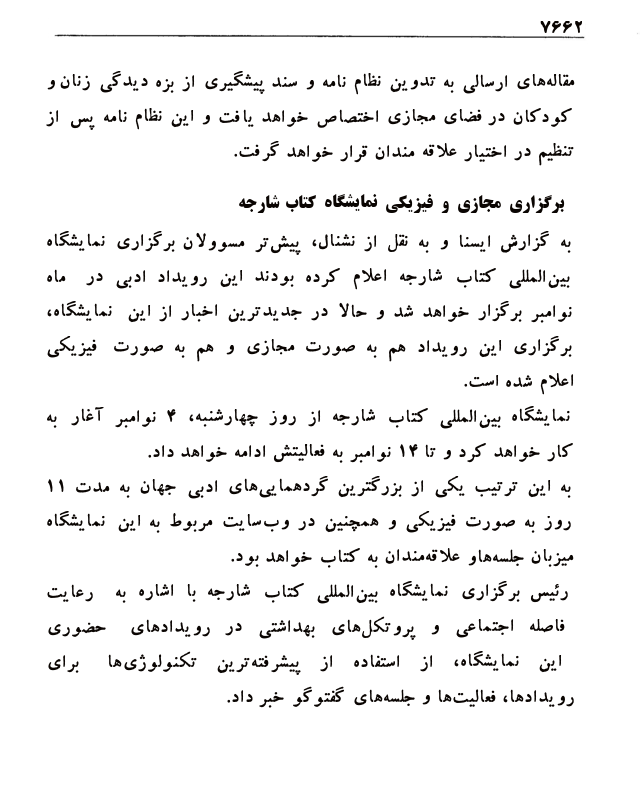 ۷۶۶۲
مقاله‌های ارسالی به تدوین نظام نامه و سند پیشگیری از بزه دیدگی زنان و
کودکان در فضای مجازی اختصاص خواهد یافت و این نظام نامه پس از
تنظیم در اختیار علاقه مندان قرار خواهد گرفت.
برگزاری مجازی و فیزیکی نمایشگاه کتاب شارجه
به گزارش ایسنا و به نقل از نشنال، پیش‌تر مسوولان برگزاری نمایشگاه
بین‌المللی کتاب شارجه اعلام کرده بودند این رویداد ادبی در ماه
نوامبر برگزار خواهد شد و حالا در جدیدترین اخبار از این نمایشگاه،
برگزاری این رویداد هم به صورت مجازی و هم به صورت فیزیکی
اعلام شده است.
نمایشگاه بین‌المللی کتاب شارجه از روز چهارشنبه، ۴ نوامبر آغاز به
کار خواهد کرد و تا ۱۴ نوامبر به فعالیتش ادامه خواهد داد.
به این ترتیب یکی از بزرگترین گردهمایی‌های ادبی جهان به مدت ۱۱
روز به صورت فیزیکی و همچنین در وب‌سایت مربوط به این نمایشگاه
میزبان جلسه‌هاو علاقه‌مندان به کتاب خواهد بود.
رئیس برگزاری نمایشگاه بین‌المللی کتاب شارجه با اشاره به رعایت
فاصله اجتماعی و پروتکل‌های بهداشتی در رویدادهای حضوری
این نمایشگاه، از استفاده از پیشرفته‌ترین تکنولوژی‌ها برای
رویدادها، فعالیت‌ها و جلسه‌های گفتوگو خبر داد.